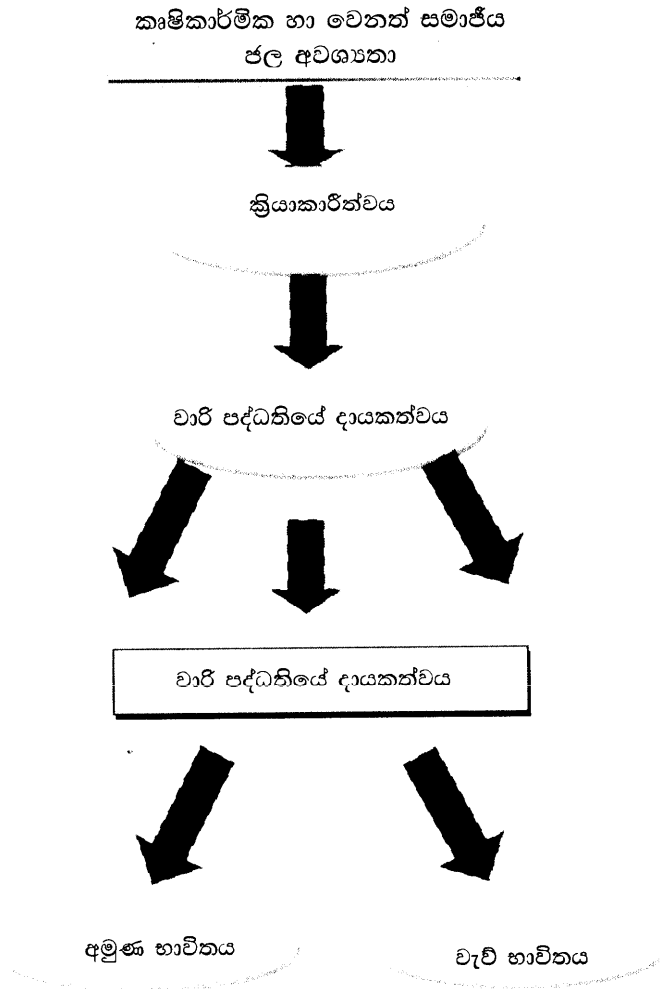 කෘෂිකාර්මික හා වෙනත් සමාජීය
ජල අවශ්‍යතා
ක්‍රියාකාරීත්වය
වාරි පද්ධතියේ දායකත්වය
වාරි පද්ධතියේ දායකත්වය
අමුණ භාවිතය
වැව් භාවිතය